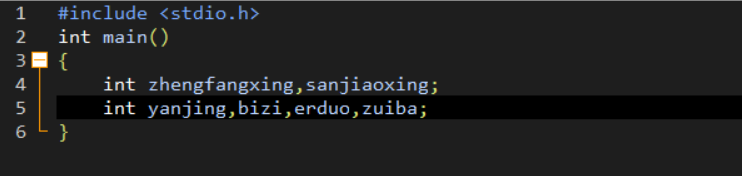 1 #include <stdio.h>
2 int main()
3 {
4 int zhengfangxing,sanjiaoxing;
5 int yanjing,bizi,erduo,zuiba;
6 }